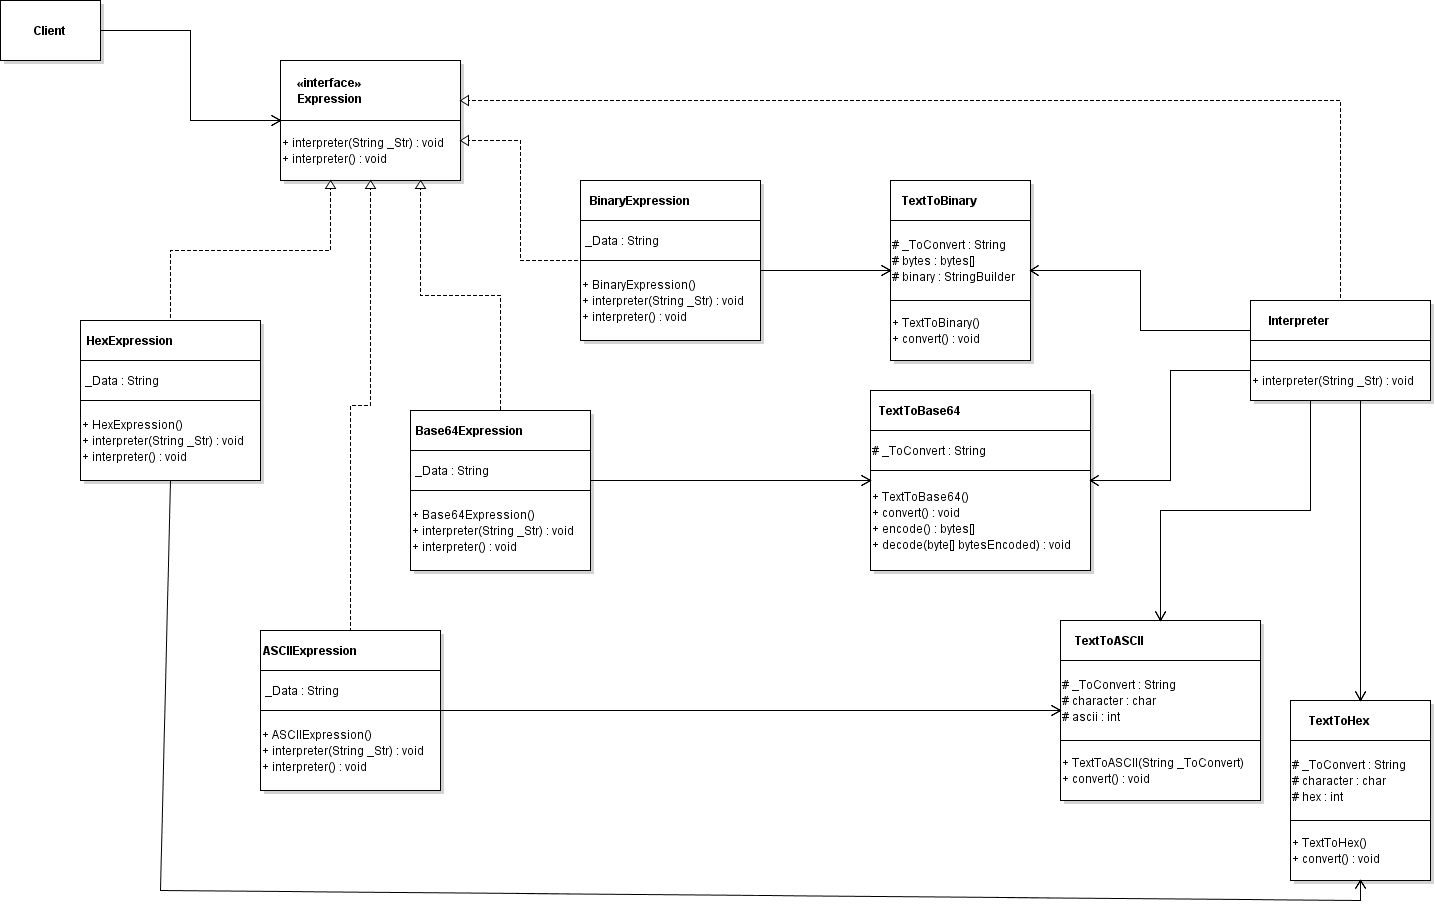 Client
«interface»
Expression
+ interpreter(String _Str) : void
+ interpreter() : void
BinaryExpression
_Data : String
+ BinaryExpression()
+ interpreter(String _Str) : void
+ interpreter() : void
TextToBinary
# _ToConvert : String
# bytes : bytes[]
# binary : StringBuilder
+ TextToBinary()
+ convert() : void
Interpreter
+ interpreter(String _Str) : void
HexExpression
_Data : String
+ HexExpression()
+ interpreter(String _Str) : void
+ interpreter() : void
Base64Expression
_Data : String
+ Base64Expression()
+ interpreter(String _Str) : void
+ interpreter() : void
TextToBase64
# _ToConvert : String
+ TextToBase64()
+ convert() : void
+ encode() : bytes[]
+ decode(byte[] bytesEncoded) : void
ASCIIExpression
_Data : String
+ ASCIIExpression()
+ interpreter(String _Str) : void
+ interpreter() : void
TextToASCII
# _ToConvert : String
# character : char
# ascii : int
+ TextToASCII(String _ToConvert)
+ convert() : void
TextToHex
# _ToConvert : String
# character : char
# hex : int
+ TextToHex()
+ convert() : void